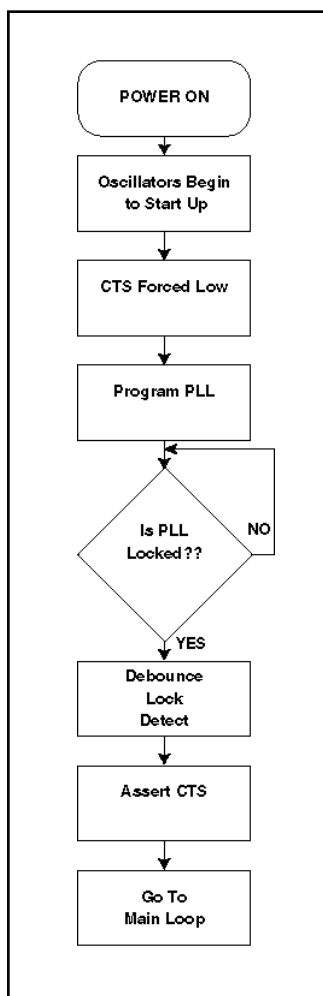 POWER ON
Oscillators Begin
to Start Up
CTS Forced Low
Program PLL
Is PLL
Locked??
NO
YES
Debounce
Lock
Detect
Assert CTS
Go To
Main Loop